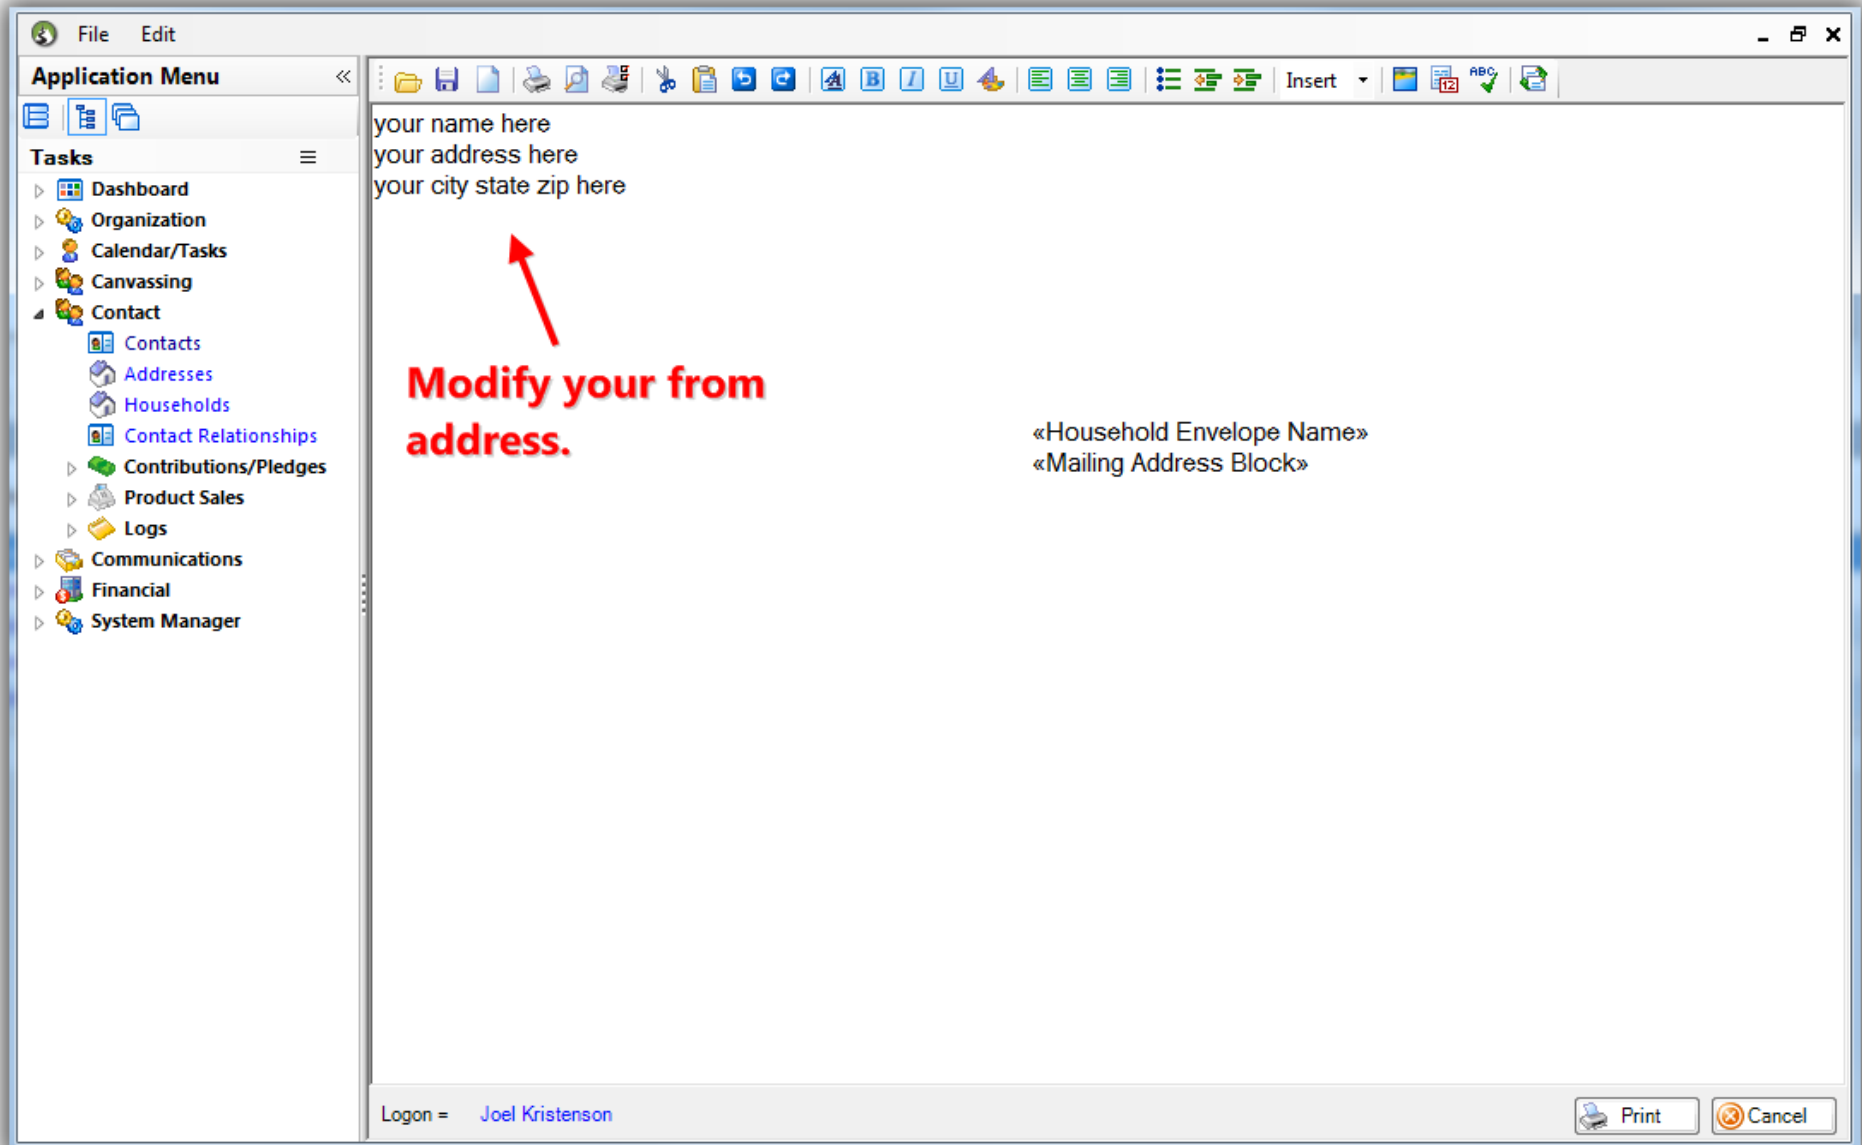 File Edit
Application Menu
Insert
ABC
12
Tasks
Dashboard
Organization
Calendar/Tasks
Canvassing
Contact
Contacts
Addresses
Households
Contact Relationships
Contributions/Pledges
Product Sales
Logs
Communications
Financial
System Manager
your name here
your address here
your city state zip here
Modify your from
address.
«Household Envelope Name»
«Mailing Address Block»
Logon = Joel Kristenson
Print Cancel